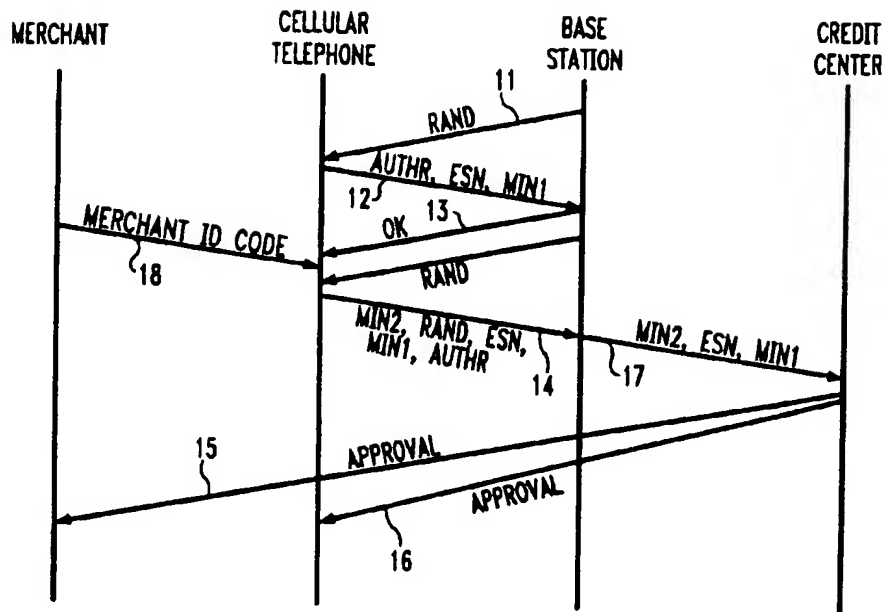 MERCHANT
CELLULAR
TELEPHONE
BASE
STATION
CREDIT
CENTER
11
RAND
AUTHR, ESN, MIN1
12
13
OK
MERCHANT ID CODE
18
RAND
MIN2, RAND, ESN,
MIN1, AUTHR
14
MIN2, ESN, MIN1
17
15
APPROVAL
APPROVAL
16